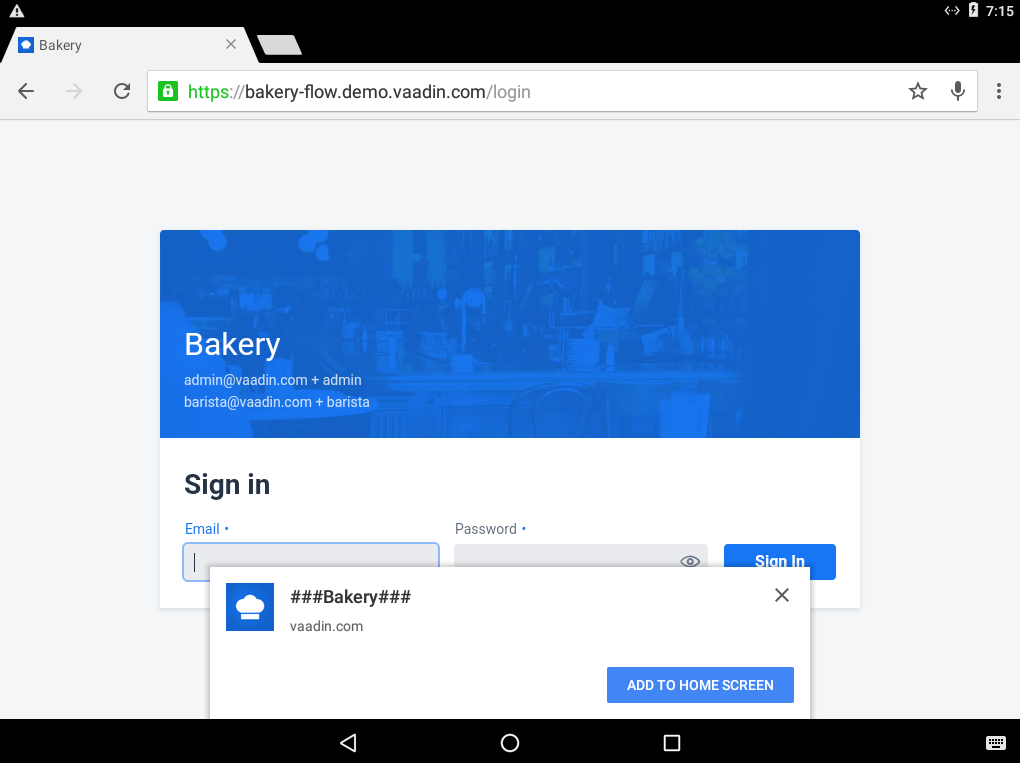 7:15
Bakery
https://bakery-flow.demo.vaadin.com/login
Bakery
admin@vaadin.com + admin
barista@vaadin.com + barista
Sign in
Email •
Password •
Sign In
###Bakery###
vaadin.com
ADD TO HOME SCREEN